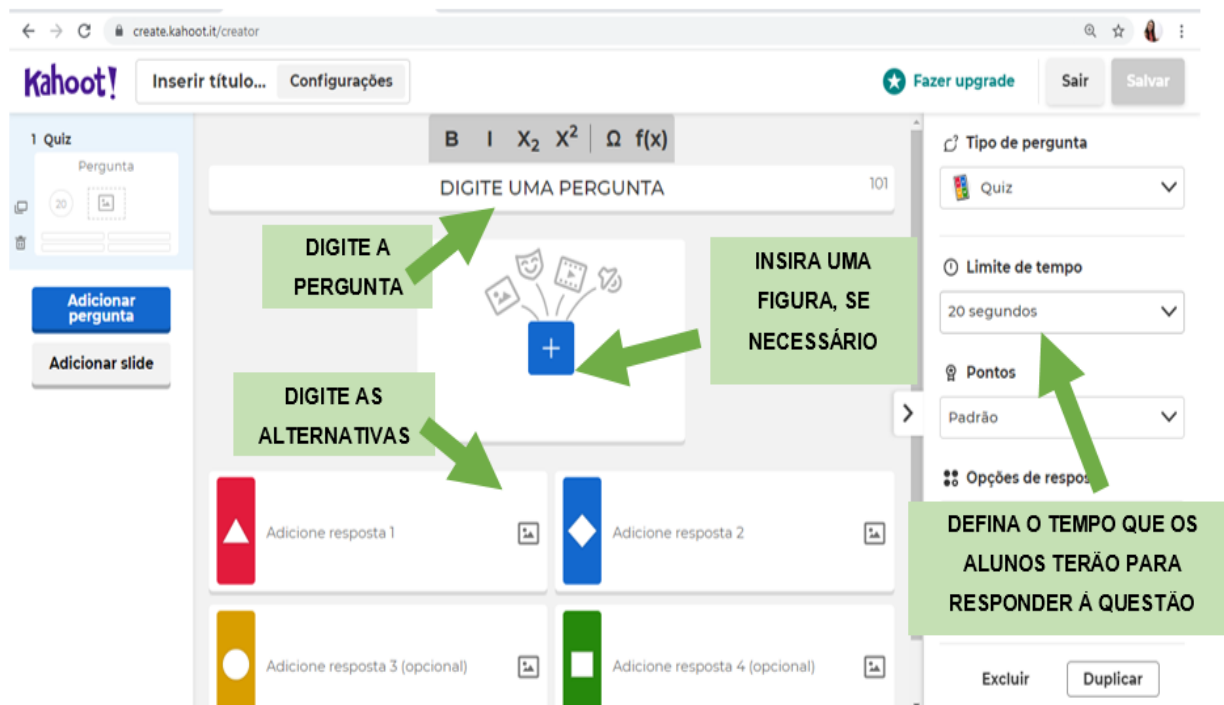 create.kahoot.it/creator
Kahoot!
Inserir título...
Configurações
Fazer upgrade
Sair
Salvar
1 Quiz
Pergunta
20
Adicionar
pergunta
Adicionar slide
B I X₂ X² Ω f(x)
DIGITE UMA PERGUNTA
101
DIGITE A
PERGUNTA
INSIRA UMA
FIGURA, SE
NECESSÁRIO
DIGITE AS
ALTERNATIVAS
Adicione resposta 1
Adicione resposta 2
Adicione resposta 3 (opcional)
Adicione resposta 4 (opcional)
Tipo de pergunta
Quiz
Limite de tempo
20 segundos
Pontos
Padrão
Opções de respos
DEFINA O TEMPO QUE OS
ALUNOS TERÃO PARA
RESPONDER À QUESTÃO
Excluir
Duplicar